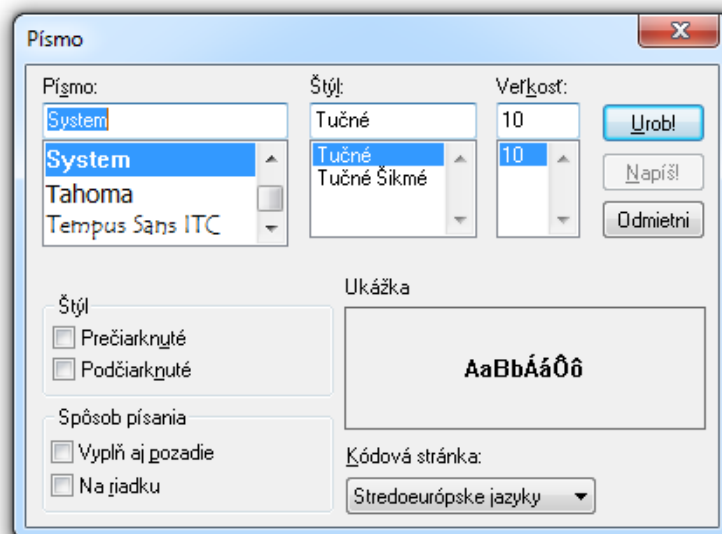 Písmo
Písmo:
System
System
Tahoma
Tempus Sans ITC
Štýl:
Tučné
Tučné
Tučné Šikmé
Veľkosť:
10
10
Urob!
Napíš!
Odmietni
Štýl
Prečiarknuté
Podčiarknuté
Spôsob písania
Vyplň aj pozadie
Na riadku
Ukážka
AaBbÁáÔô
Kódová stránka:
Stredoeurópske jazyky